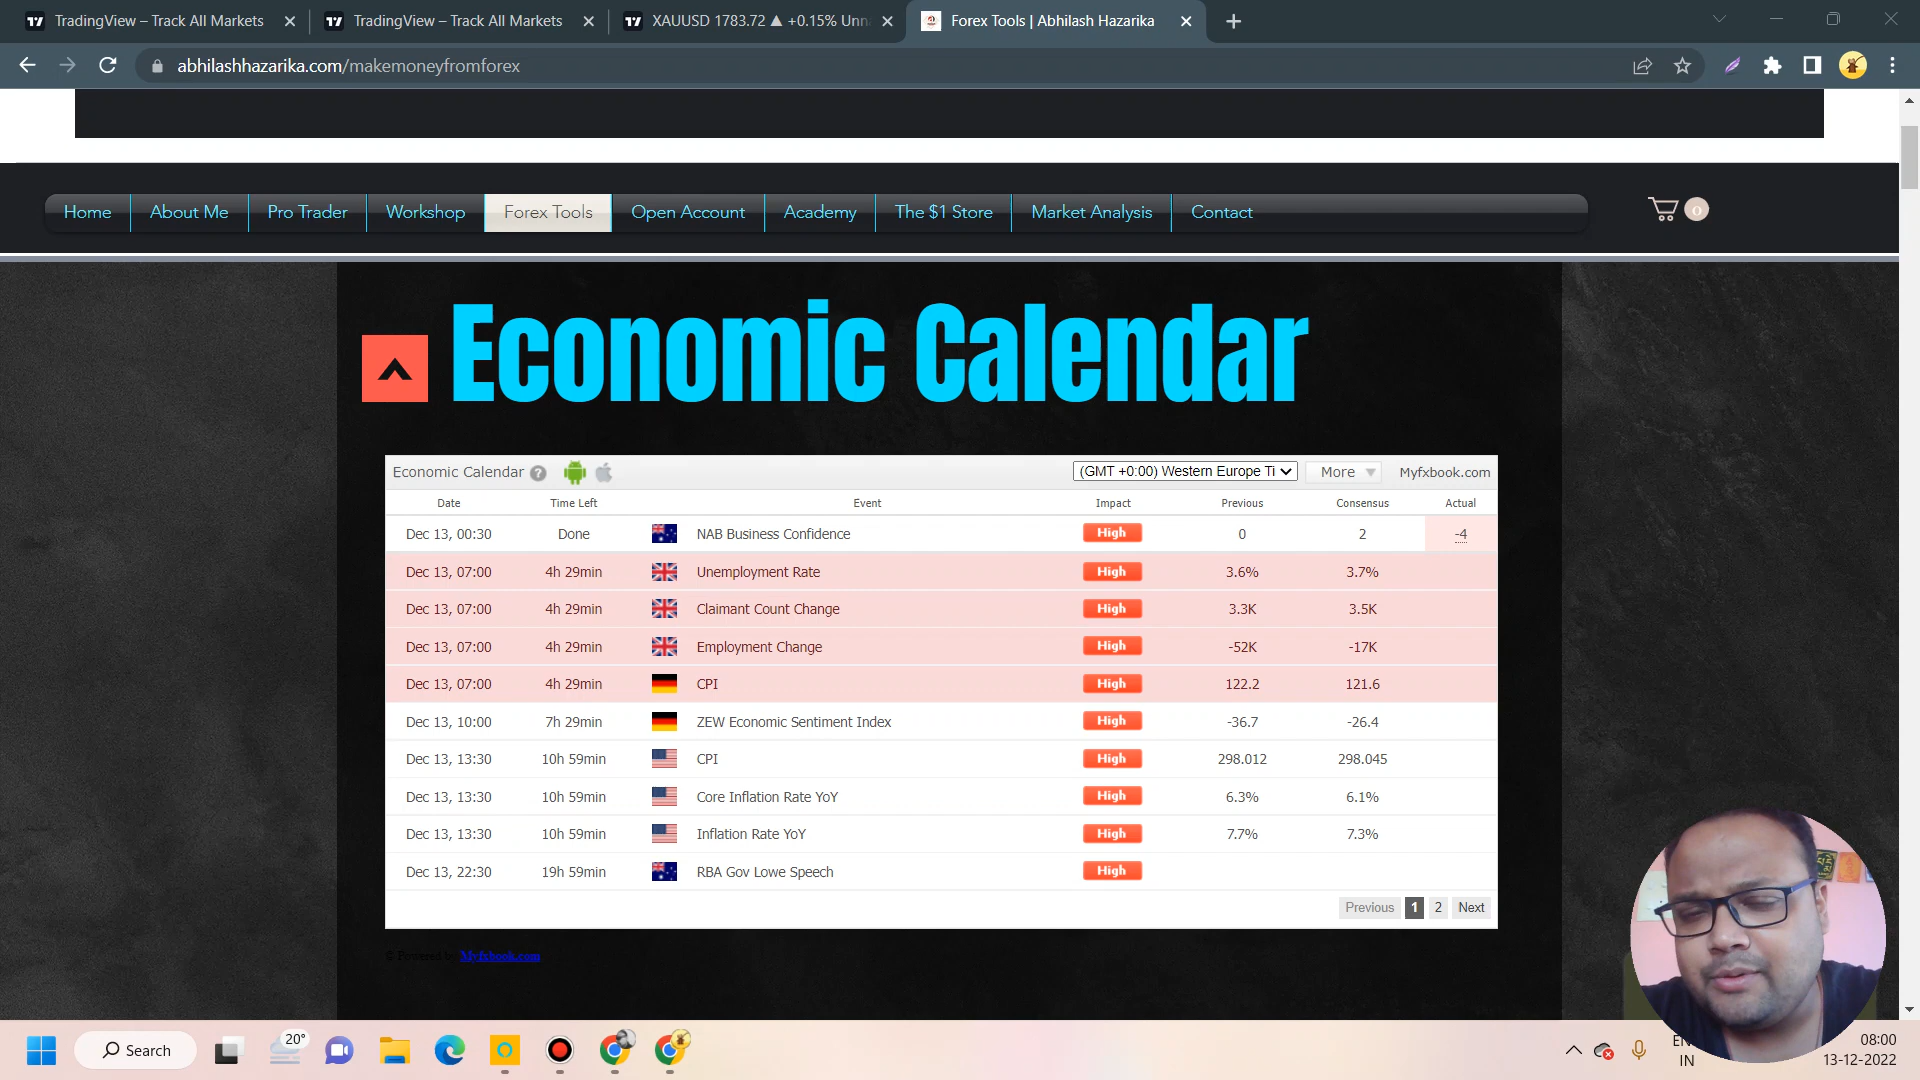 TradingView – Track All Markets
TradingView – Track All Markets
XAUUSD 1783.72 ▲ +0.15% Unn
Forex Tools | Abhilash Hazarika
abhilashhazarika.com/makemoneyfromforex
Home About Me Pro Trader Workshop Forex Tools Open Account Academy The $1 Store Market Analysis Contact 0
Economic Calendar
Economic Calendar ? (GMT +0:00) Western Europe Ti More Myfxbook.com
Date Time Left Event Impact Previous Consensus Actual
Dec 13, 00:30 Done NAB Business Confidence High 0 2 -4
Dec 13, 07:00 4h 29min Unemployment Rate High 3.6% 3.7%
Dec 13, 07:00 4h 29min Claimant Count Change High 3.3K 3.5K
Dec 13, 07:00 4h 29min Employment Change High -52K -17K
Dec 13, 07:00 4h 29min CPI High 122.2 121.6
Dec 13, 10:00 7h 29min ZEW Economic Sentiment Index High -36.7 -26.4
Dec 13, 13:30 10h 59min CPI High 298.012 298.045
Dec 13, 13:30 10h 59min Core Inflation Rate YoY High 6.3% 6.1%
Dec 13, 13:30 10h 59min Inflation Rate YoY High 7.7% 7.3%
Dec 13, 22:30 19h 59min RBA Gov Lowe Speech High
Previous 1 2 Next
© Powered by Myfxbook.com
Search 20° 08:00
IN 13-12-2022